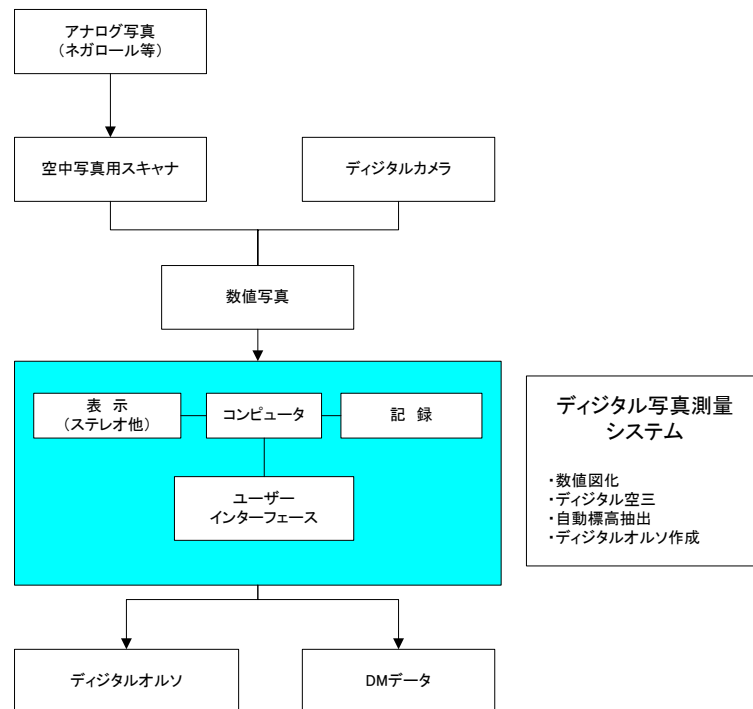 アナログ写真
（ネガロール等）
空中写真用スキャナ
ディジタルカメラ
数値写真
表 示
（ステレオ他）
コンピュータ
記 録
ユーザー
インターフェース
ディジタル写真測量
システム
・数値図化
・ディジタル空三
・自動標高抽出
・ディジタルオルソ作成
ディジタルオルソ
DMデータ